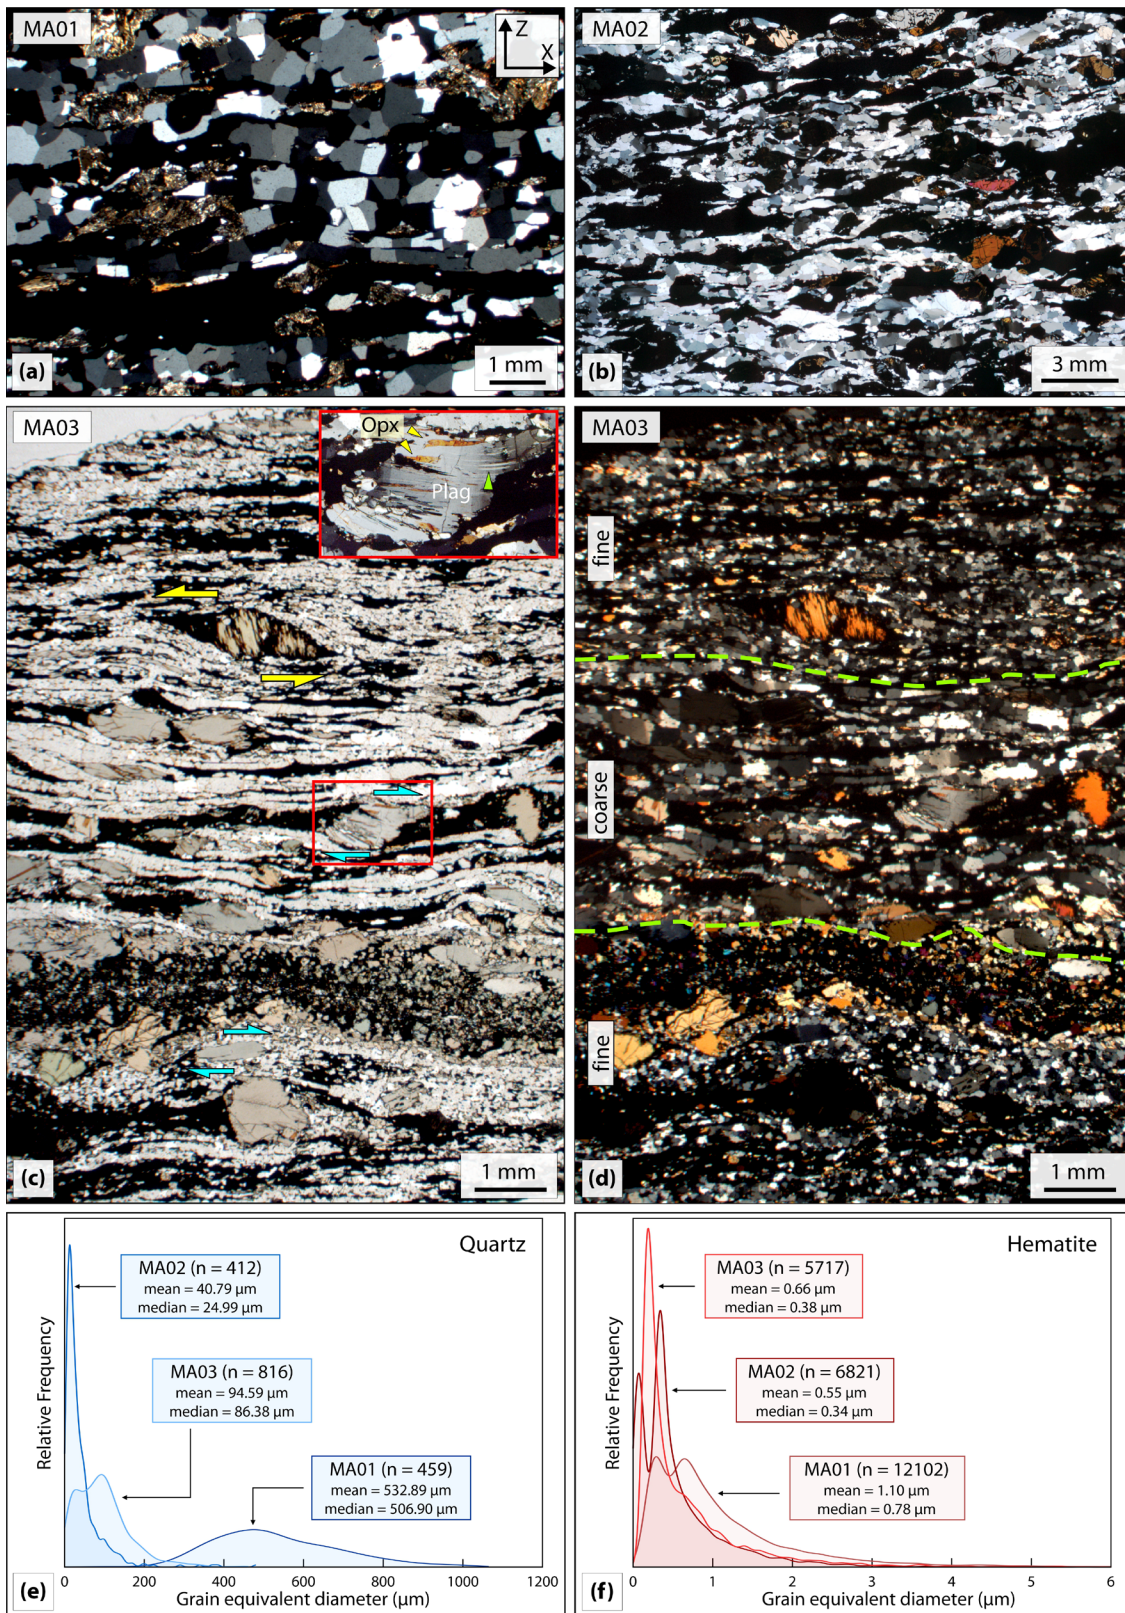 MA01
Z
X
(a)
1 mm
MA02
(b)
3 mm
MA03
Opx
Plag
(c)
1 mm
MA03
fine
coarse
fine
(d)
1 mm
Quartz
MA02 (n = 412)
mean = 40.79 µm
median = 24.99 µm
MA03 (n = 816)
mean = 94.59 µm
median = 86.38 µm
MA01 (n = 459)
mean = 532.89 µm
median = 506.90 µm
Relative Frequency
0 200 400 600 800 1000 1200
Grain equivalent diameter (µm)
(e)
Hematite
MA03 (n = 5717)
mean = 0.66 µm
median = 0.38 µm
MA02 (n = 6821)
mean = 0.55 µm
median = 0.34 µm
MA01 (n = 12102)
mean = 1.10 µm
median = 0.78 µm
Relative Frequency
0 1 2 3 4 5 6
Grain equivalent diameter (µm)
(f)